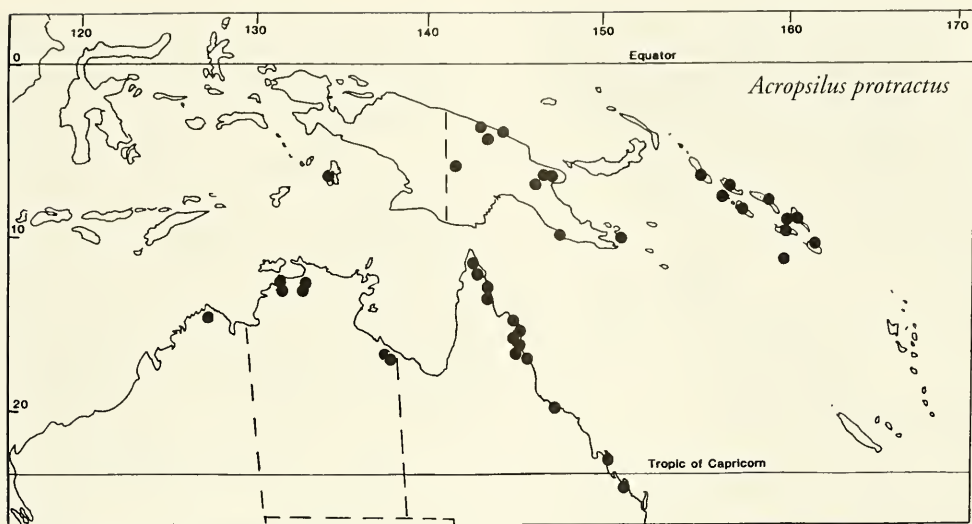 120 130 140 150 160 170
0 Equator
Acropsilus protractus
10
20
Tropic of Capricorn